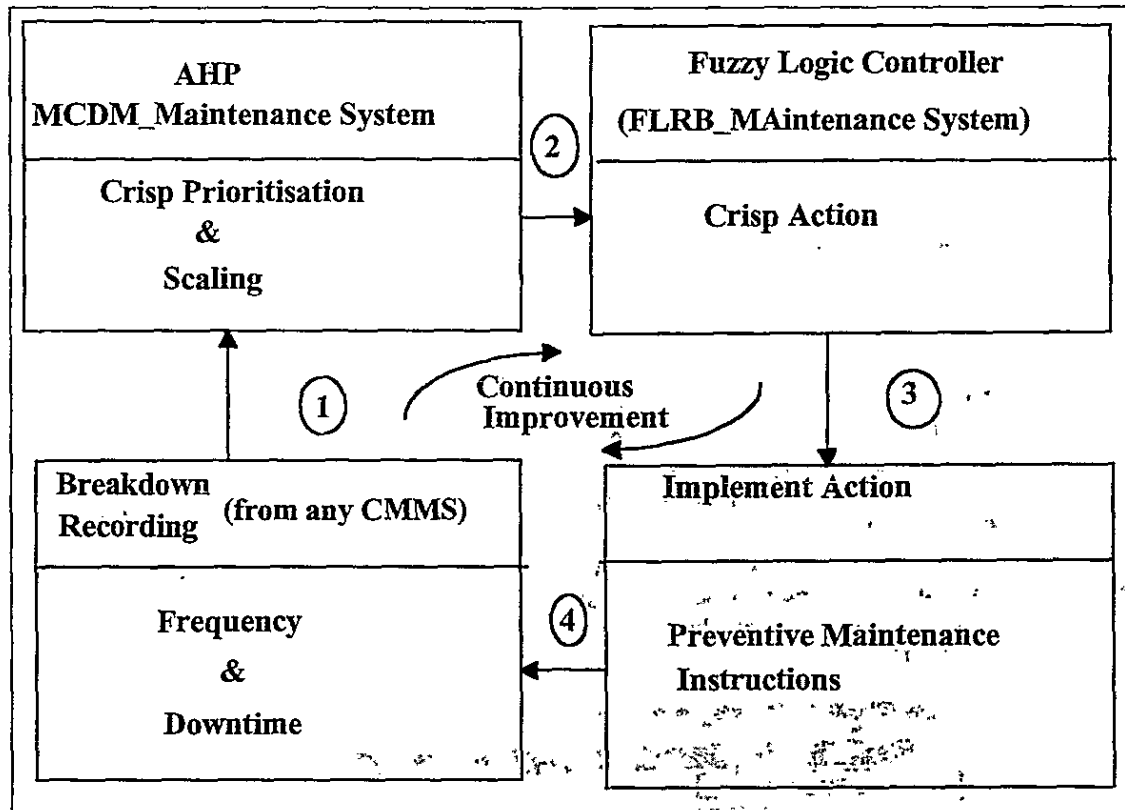 AHP
MCDM_Maintenance System
Crisp Prioritisation
&
Scaling
2
Fuzzy Logic Controller
(FLRB_MAintenance System)
Crisp Action
1
Continuous
Improvement
3
Breakdown
Recording (from any CMMS)
Frequency
&
Downtime
4
Implement Action
Preventive Maintenance
Instructions